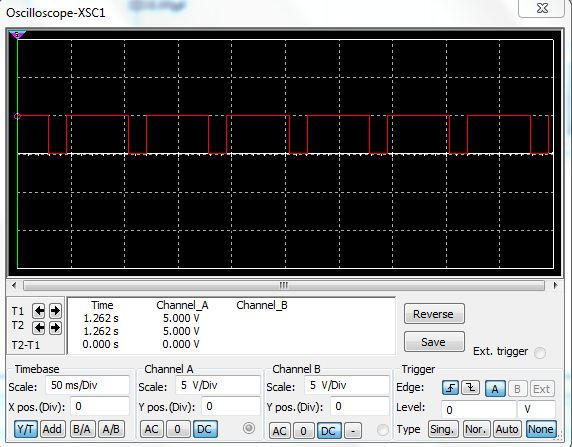 Oscilloscope-XSC1
T1
T2
T2-T1
Time Channel_A Channel_B
1.262 s 5.000 V
1.262 s 5.000 V
0.000 s 0.000 V
Reverse
Save
Ext. trigger
Timebase
Scale: 50 ms/Div
X pos.(Div): 0
Y/T Add B/A A/B
Channel A
Scale: 5 V/Div
Y pos.(Div): 0
AC 0 DC
Channel B
Scale: 5 V/Div
Y pos.(Div): 0
AC 0 DC -
Trigger
Edge: A B Ext
Level: 0 V
Type Sing. Nor. Auto None